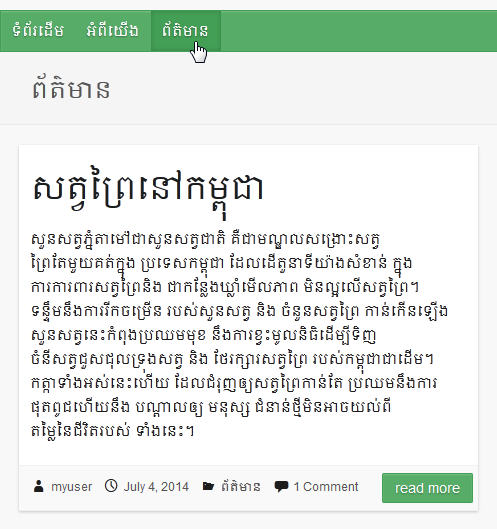 ទំព័រដើម អំពីយើង ព័ត៌មាន
ព័ត៌មាន
សត្វព្រៃនៅកម្ពុជា
សួនសត្វភ្នំតាម៉ៅជាសួនសត្វជាតិ គឺជាមណ្ឌលសង្គ្រោះសត្វ
ព្រៃតែមួយគត់ក្នុង ប្រទេសកម្ពុជា ដែលដើតួនាទីយ៉ាងសំខាន់ ក្នុង
ការការពារសត្វព្រៃនិង ជាកន្លែងឃ្លាំមើលភាព មិនល្អលើសត្វព្រៃ។
ទន្ទឹមនឹងការរីកចម្រើន របស់សួនសត្វ និង ចំនួនសត្វព្រៃ កាន់កើនឡើង
សួនសត្វនេះកំពុងប្រឈមមុខ នឹងការខ្វះមូលនិធិដើម្បីទិញ
ចំនីសត្វជួសជុលទ្រុងសត្វ និង ថែរក្សាសត្វព្រៃ របស់កម្ពុជាជាដើម។
កត្តាទាំងអស់នេះហើយ ដែលជំរុញឲ្យសត្វព្រៃកាន់តែ ប្រឈមនឹងការ
ផុតពូជហើយនឹង បណ្តាលឲ្យ មនុស្ស ជំនាន់ថ្មីមិនអាចយល់ពី
តម្លៃនៃជីវិតរបស់ ទាំងនេះ។
myuser July 4, 2014 ព័ត៌មាន 1 Comment read more